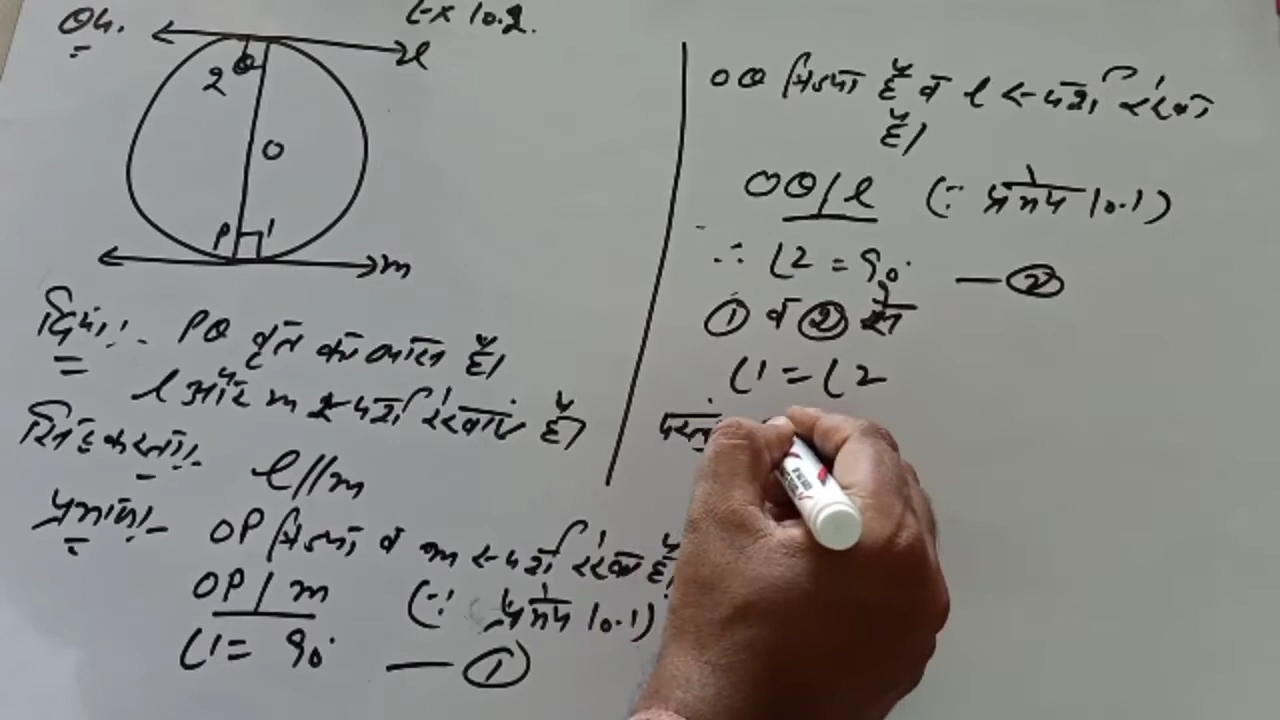 Q4.
Ex 10.2.
l
Q
2
O
P 1
m
दिया:- PQ वृत्त का व्यास है।
l और m स्पर्श रेखाएं है।
सिद्ध करना:-
l//m
प्रमाण:- OP त्रिज्या व m स्पर्श रेखा है।
OP⊥m (∵ प्रमेय 10.1)
∠1 = 90° —①
OQ त्रिज्या है व l स्पर्श रेखा
है।
OQ⊥l (∵ प्रमेय 10.1)
∴ ∠2 = 90° —②
① व ② से
∠1 = ∠2
परन्तु